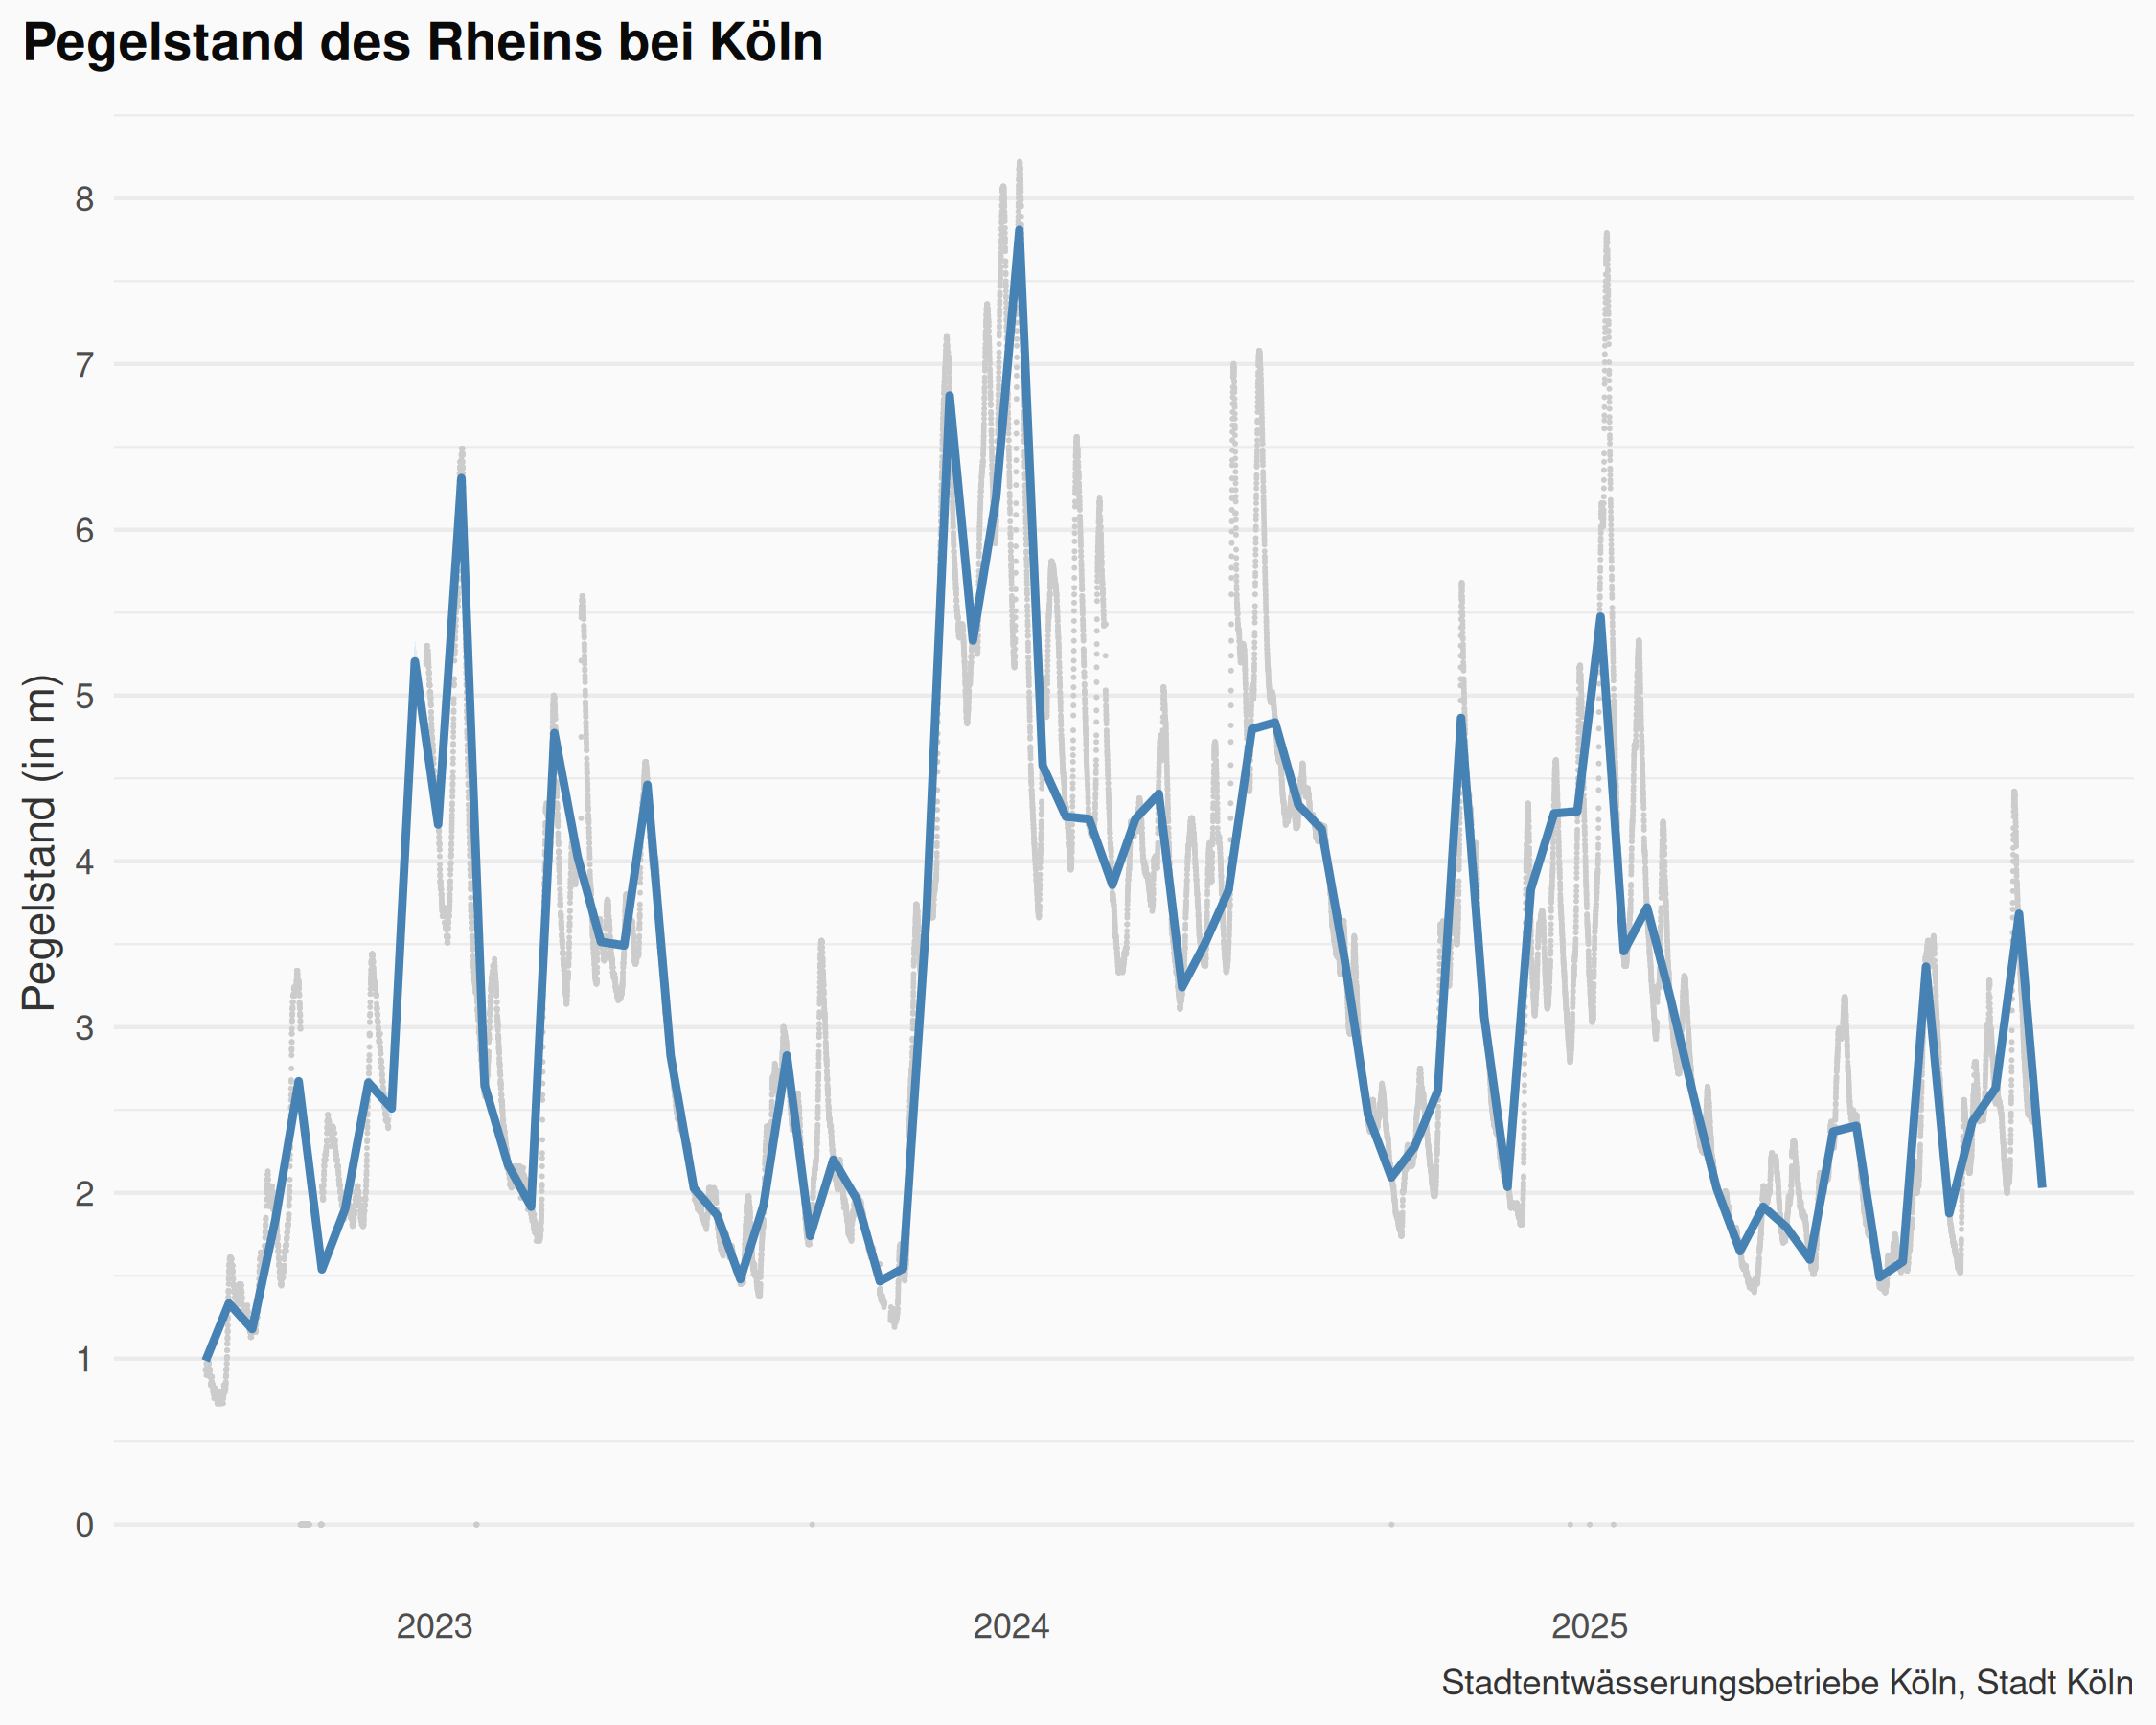 Pegelstand des Rheins bei Köln
Pegelstand (in m)
8
7
6
5
4
3
2
1
0
2023 2024 2025
Stadtentwässerungsbetriebe Köln, Stadt Köln